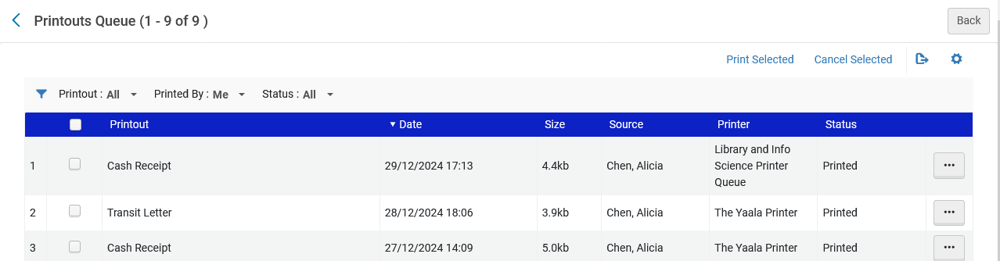 Printouts Queue (1 - 9 of 9 )
Back
Print Selected Cancel Selected
Printout : All Printed By : Me Status : All
Printout Date Size Source Printer Status
1 Cash Receipt 29/12/2024 17:13 4.4kb Chen, Alicia Library and Info Science Printer Queue Printed
2 Transit Letter 28/12/2024 18:06 3.9kb Chen, Alicia The Yaala Printer Printed
3 Cash Receipt 27/12/2024 14:09 5.0kb Chen, Alicia The Yaala Printer Printed